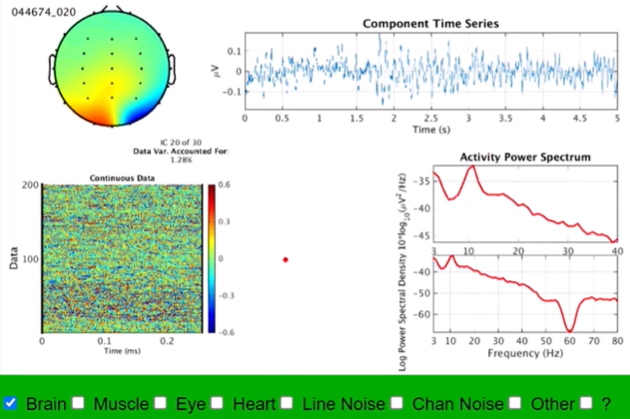 044674_020
Component Time Series
μV
0.1
0
-0.1
0 0.5 1 1.5 2 2.5 3 3.5 4 4.5 5
Time (s)
IC 20 of 30
Data Var. Accounted For:
1.28%
Continuous Data
Data
200
100
0.6
0.3
0
-0.3
-0.6
0 0.1 0.2
Time (ms)
Activity Power Spectrum
Log Power Spectral Density 10*log10(μV2/Hz)
-35
-40
-45
3 10 20 30 40
-40
-50
-60
3 10 20 30 40 50 60 70 80
Frequency (Hz)
Brain Muscle Eye Heart Line Noise Chan Noise Other ?